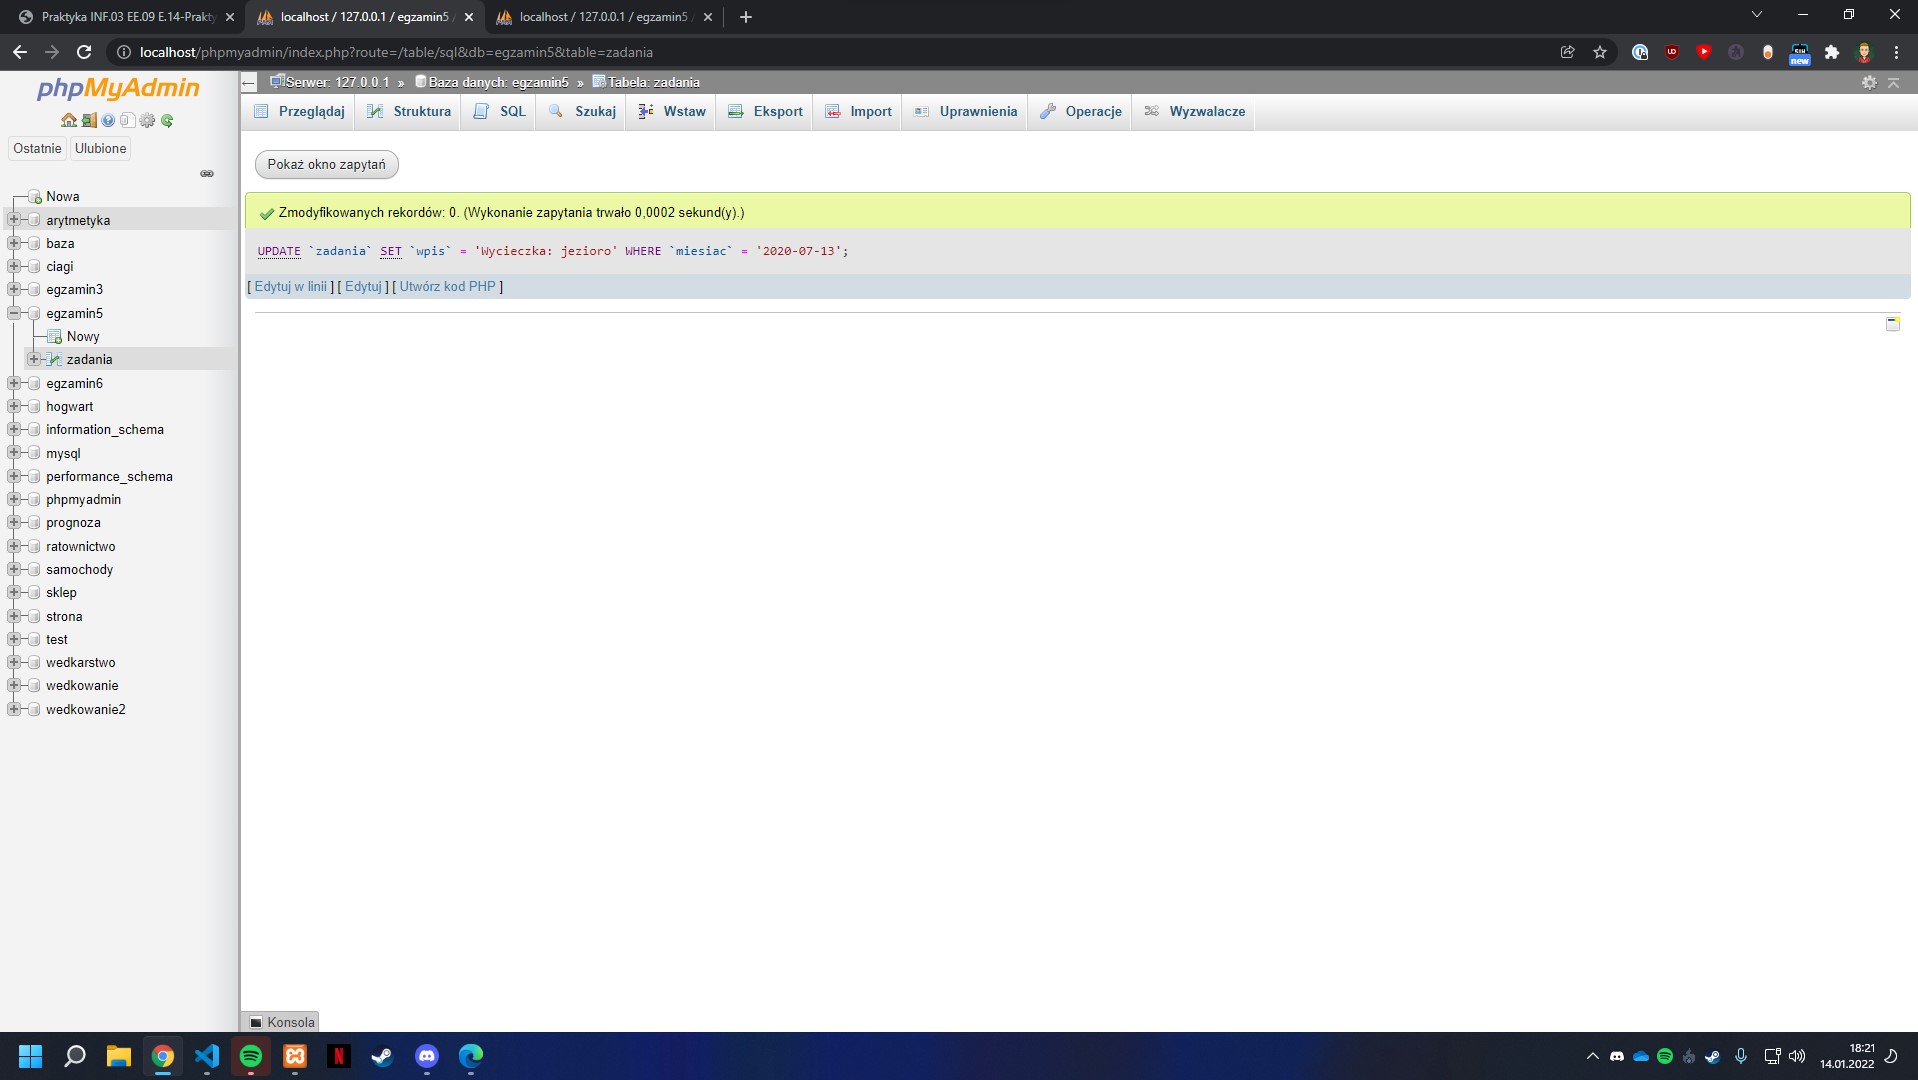 Praktyka INF.03 EE.09 E.14-Prakty
localhost / 127.0.0.1 / egzamin5 /
localhost / 127.0.0.1 / egzamin5
localhost/phpmyadmin/index.php?route=/table/sql&db=egzamin5&table=zadania
new
phpMyAdmin
Ostatnie
Ulubione
Nowa
arytmetyka
baza
ciagi
egzamin3
egzamin5
Nowy
zadania
egzamin6
hogwart
information_schema
mysql
performance_schema
phpmyadmin
prognoza
ratownictwo
samochody
sklep
strona
test
wedkarstwo
wedkowanie
wedkowanie2
Serwer: 127.0.0.1 » Baza danych: egzamin5 » Tabela: zadania
Przeglądaj
Struktura
SQL
Szukaj
Wstaw
Eksport
Import
Uprawnienia
Operacje
Wyzwalacze
Pokaż okno zapytań
Zmodyfikowanych rekordów: 0. (Wykonanie zapytania trwało 0,0002 sekund(y).)
UPDATE `zadania` SET `wpis` = 'Wycieczka: jezioro' WHERE `miesiac` = '2020-07-13';
[ Edytuj w linii ] [ Edytuj ] [ Utwórz kod PHP ]
Konsola
18:21
14.01.2022